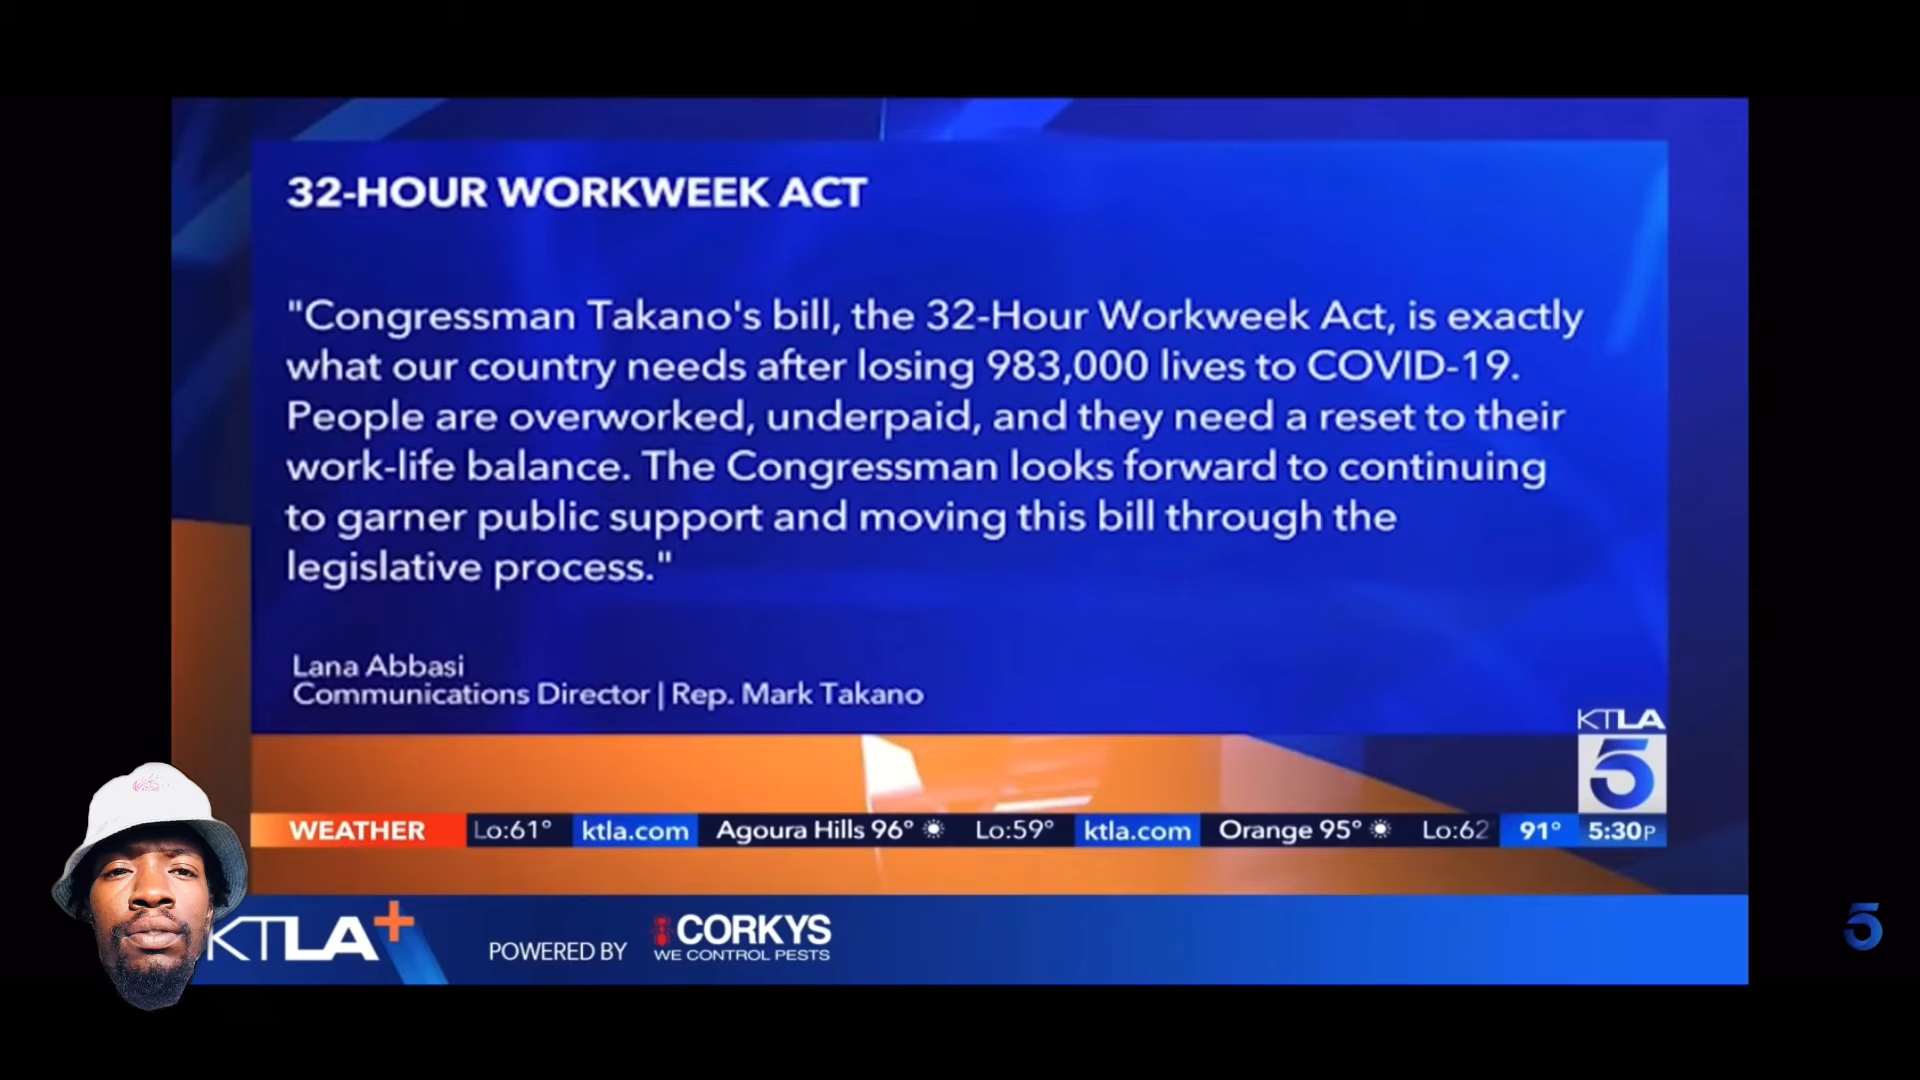 32-HOUR WORKWEEK ACT
"Congressman Takano's bill, the 32-Hour Workweek Act, is exactly
what our country needs after losing 983,000 lives to COVID-19.
People are overworked, underpaid, and they need a reset to their
work-life balance. The Congressman looks forward to continuing
to garner public support and moving this bill through the
legislative process."
Lana Abbasi
Communications Director | Rep. Mark Takano
KTLA
5
WEATHER Lo:61° ktla.com Agoura Hills 96° Lo:59° ktla.com Orange 95° Lo:62 91° 5:30P
KTLA+ POWERED BY CORKYS
WE CONTROL PESTS
5